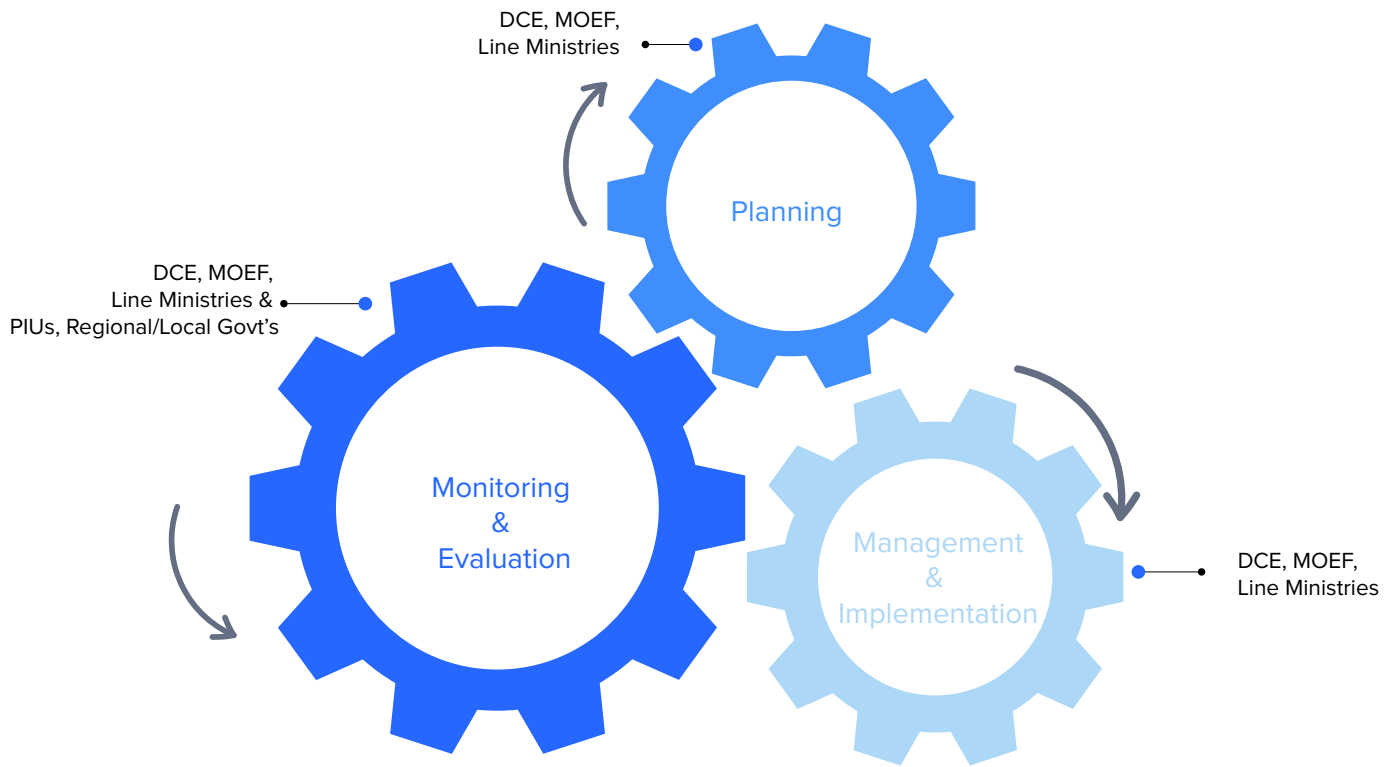 DCE, MOEF,
Line Ministries
Planning
DCE, MOEF,
Line Ministries &
PIUs, Regional/Local Govt’s
Monitoring
&
Evaluation
Management
&
Implementation
DCE, MOEF,
Line Ministries